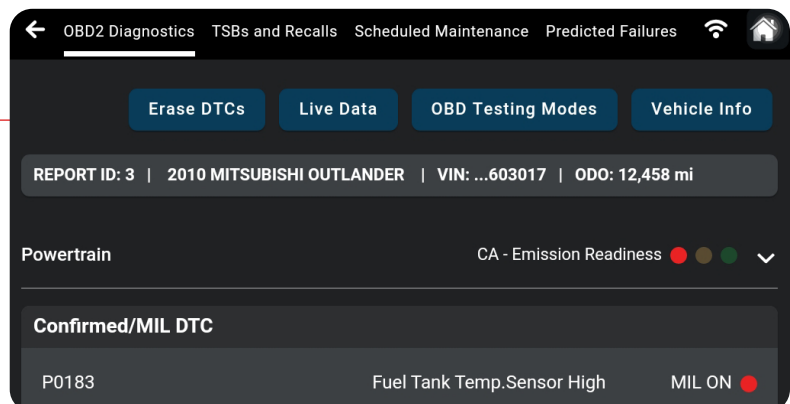 OBD2 Diagnostics TSBs and Recalls Scheduled Maintenance Predicted Failures
Erase DTCs Live Data OBD Testing Modes Vehicle Info
REPORT ID: 3 | 2010 MITSUBISHI OUTLANDER | VIN: ...603017 | ODO: 12,458 mi
Powertrain CA - Emission Readiness
Confirmed/MIL DTC
P0183 Fuel Tank Temp.Sensor High MIL ON